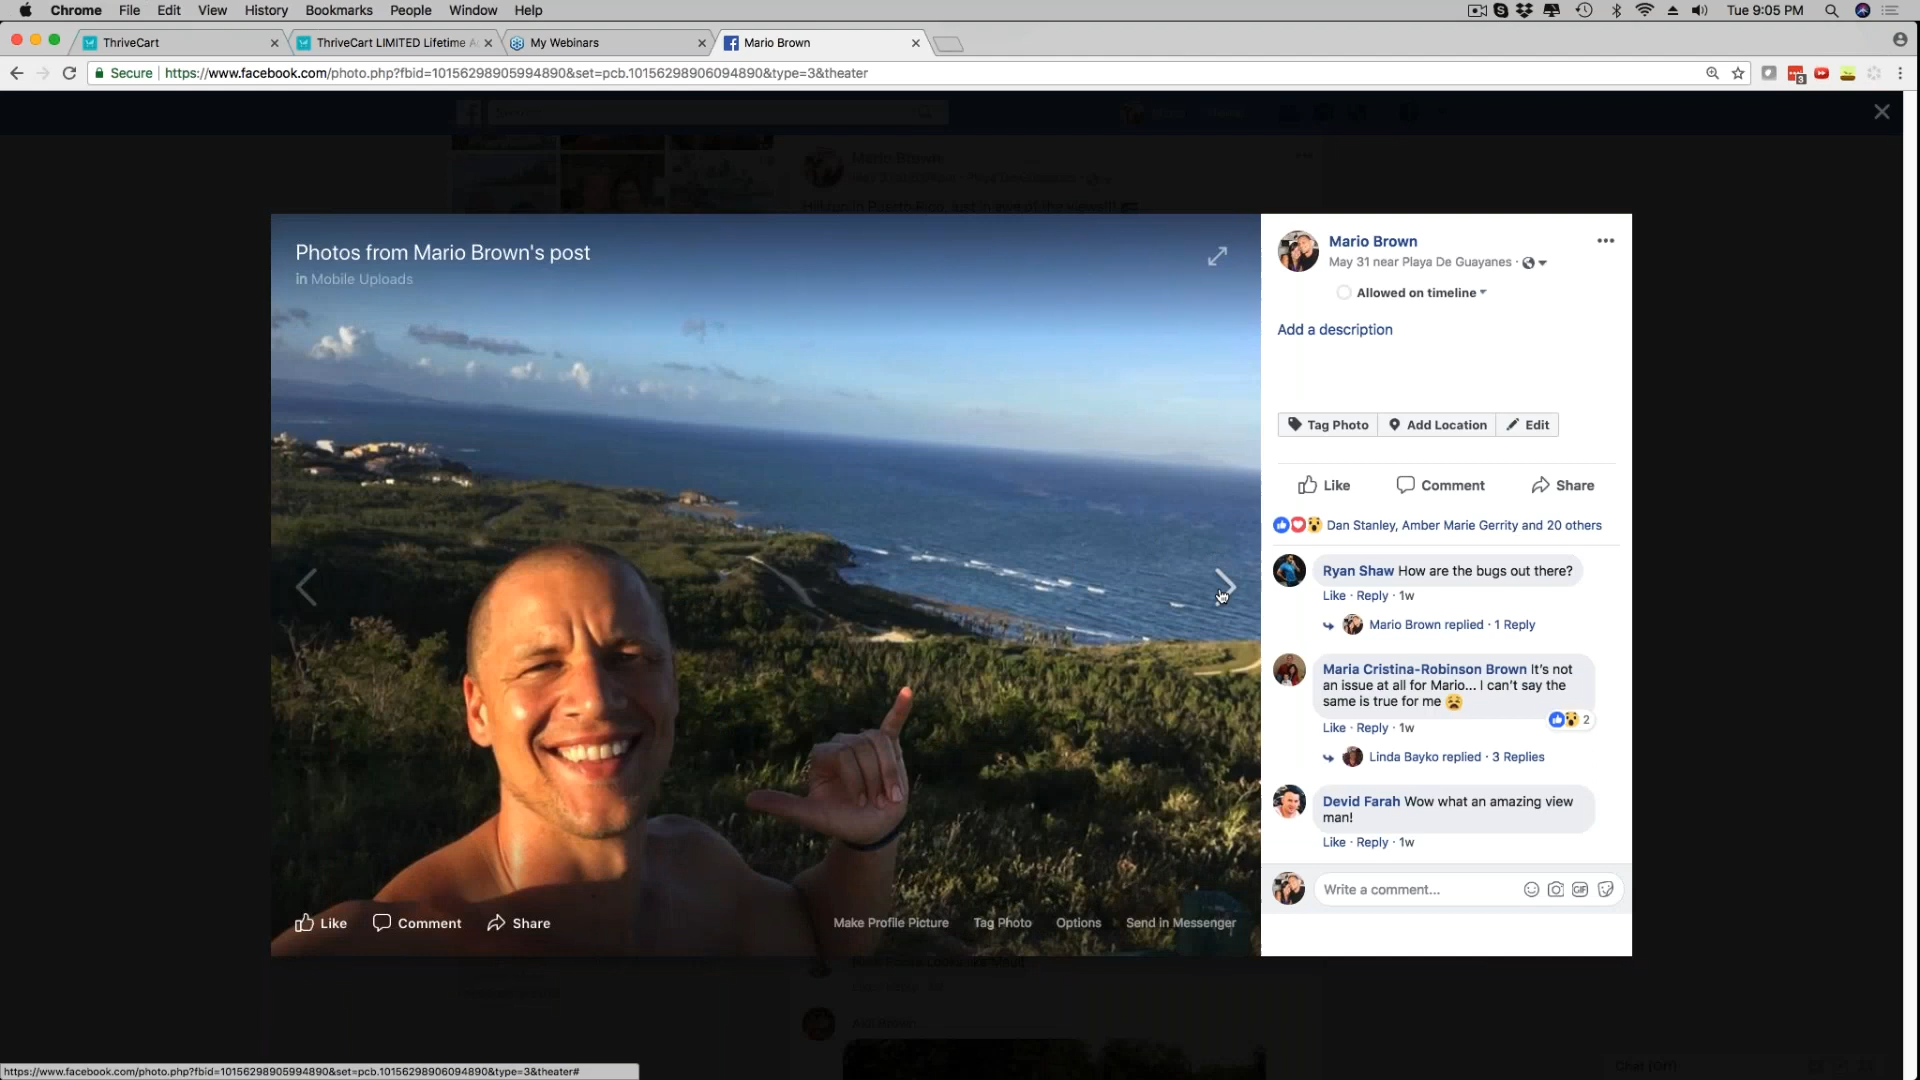 Chrome File Edit View History Bookmarks People Window Help
Tue 9:05 PM
ThriveCart
ThriveCart LIMITED Lifetime
My Webinars
Mario Brown
Secure
https://www.facebook.com/photo.php?fbid=10156298905994890&set=pcb.10156298906094890&type=3&theater
3
Photos from Mario Brown's post
in Mobile Uploads
Like Comment Share
Make Profile Picture Tag Photo Options Send in Messenger
Mario Brown
May 31 near Playa De Guayanes ·
Allowed on timeline
Add a description
Tag Photo Add Location Edit
Like Comment Share
Dan Stanley, Amber Marie Gerrity and 20 others
Ryan Shaw How are the bugs out there?
Like · Reply · 1w
Mario Brown replied · 1 Reply
Maria Cristina-Robinson Brown It's not
an issue at all for Mario... I can't say the
same is true for me
2
Like · Reply · 1w
Linda Bayko replied · 3 Replies
Devid Farah Wow what an amazing view
man!
Like · Reply · 1w
Write a comment...
GIF
Chat (Off)
https://www.facebook.com/photo.php?fbid=10156298905994890&set=pcb.10156298906094890&type=3&theater#